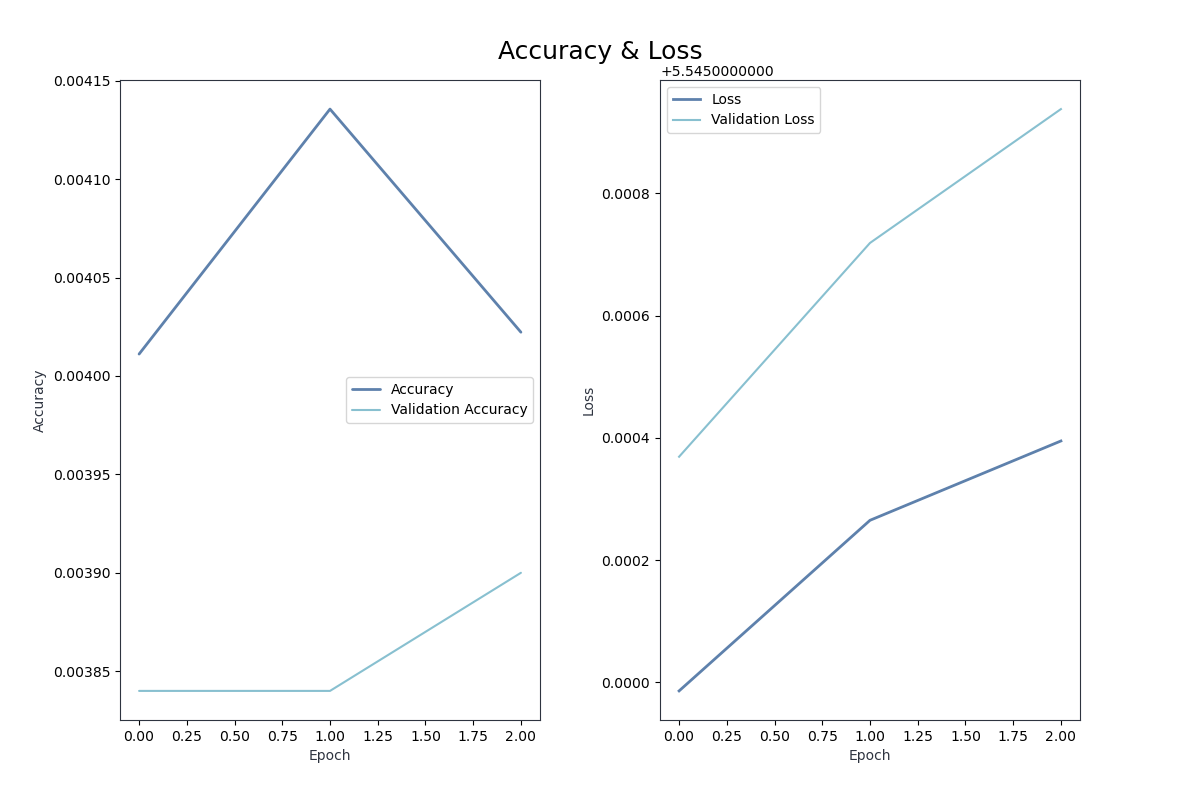 Accuracy & Loss
0.00415
0.00410
0.00405
0.00400
0.00395
0.00390
0.00385
Accuracy
Accuracy
Validation Accuracy
0.00 0.25 0.50 0.75 1.00 1.25 1.50 1.75 2.00
Epoch
+5.5450000000
Loss
Validation Loss
0.0008
0.0006
0.0004
0.0002
0.0000
Loss
0.00 0.25 0.50 0.75 1.00 1.25 1.50 1.75 2.00
Epoch